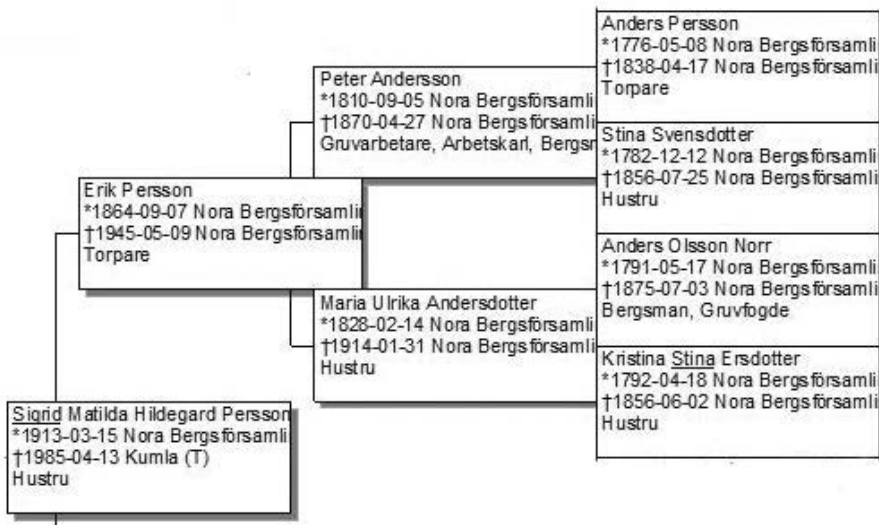 Anders Persson
*1776-05-08 Nora Bergsförsamli
†1838-04-17 Nora Bergsförsamli
Torpare
Peter Andersson
*1810-09-05 Nora Bergsförsamli
†1870-04-27 Nora Bergsförsamli
Gruvarbetare, Arbetskarl,
Stina Svensdotter
*1782-12-12 Nora Bergsförsamli
†1856-07-25 Nora Bergsförsamli
Hustru
Erik Persson
*1864-09-07 Nora Bergsförsamlin
†1945-05-09 Nora Bergsförsamlin
Torpare
Anders Olsson Norr
*1791-05-17 Nora Bergsförsamli
†1875-07-03 Nora Bergsförsamli
Bergsman, Gruvfogde
Maria Ulrika Andersdotter
*1828-02-14 Nora Bergsförsamli
†1914-01-31 Nora Bergsförsamli
Hustru
Kristina Stina Ersdotter
*1792-04-18 Nora Bergsförsamli
†1856-06-02 Nora Bergsförsamli
Hustru
Sigrid Matilda Hildegard Persson
*1913-03-15 Nora Bergsförsamli
†1985-04-13 Kumla (T)
Hustru